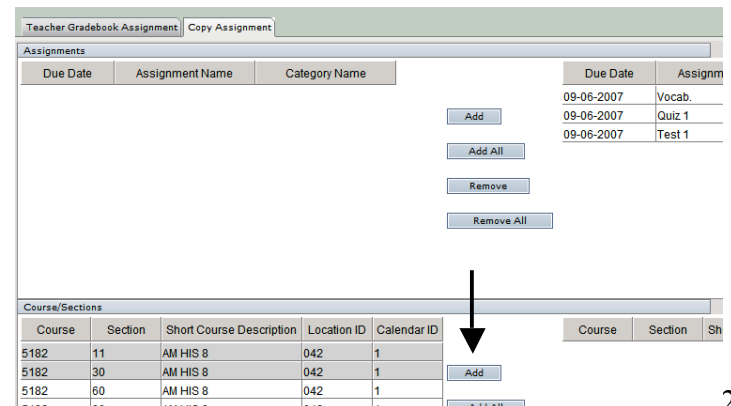 Teacher Gradebook Assignment Copy Assignment
Assignments
Due Date Assignment Name Category Name Due Date Assignm
09-06-2007 Vocab.
Add 09-06-2007 Quiz 1
09-06-2007 Test 1
Add All
Remove
Remove All
Course/Sections
Course Section Short Course Description Location ID Calendar ID Course Section Sh
5182 11 AM HIS 8 042 1
5182 30 AM HIS 8 042 1 Add
5182 60 AM HIS 8 042 1